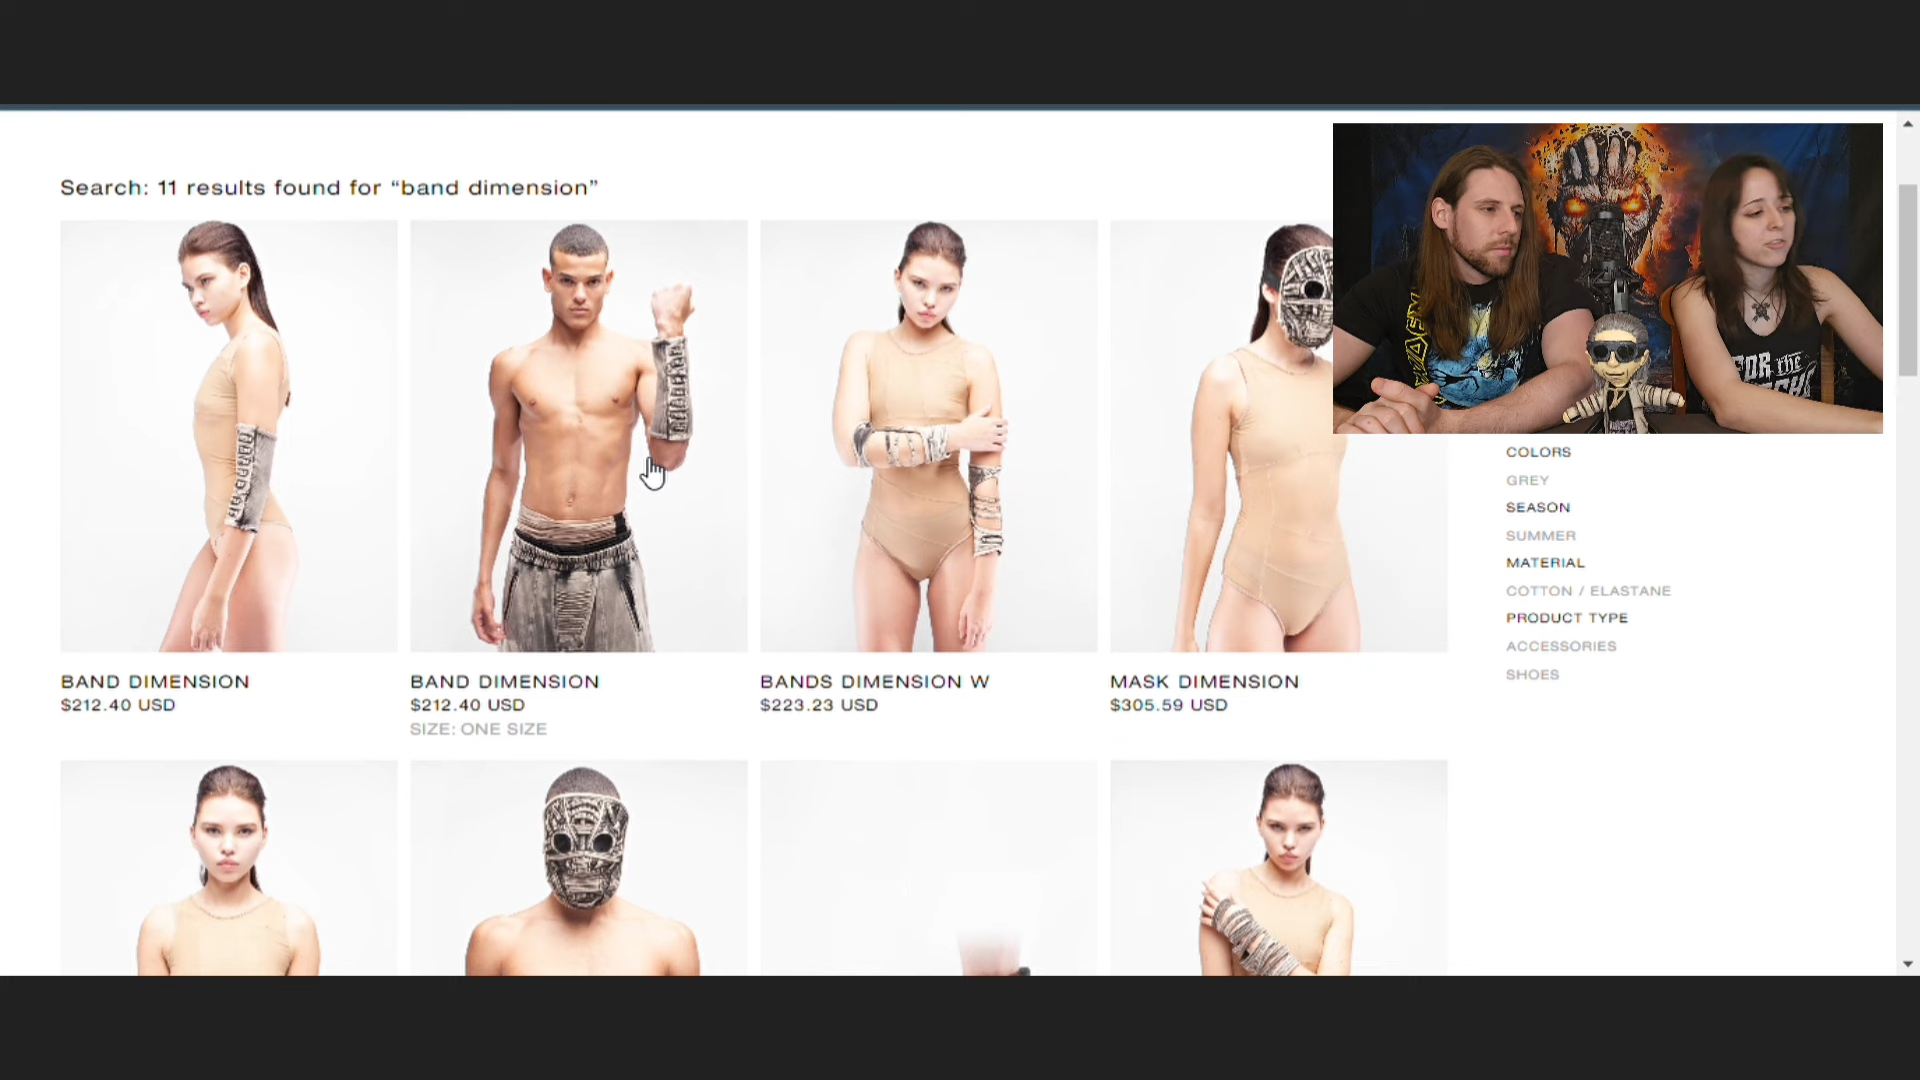 Search: 11 results found for “band dimension”
BAND DIMENSION
$212.40 USD
BAND DIMENSION
$212.40 USD
SIZE: ONE SIZE
BANDS DIMENSION W
$223.23 USD
MASK DIMENSION
$305.59 USD
COLORS
GREY
SEASON
SUMMER
MATERIAL
COTTON / ELASTANE
PRODUCT TYPE
ACCESSORIES
SHOES
FOR THE